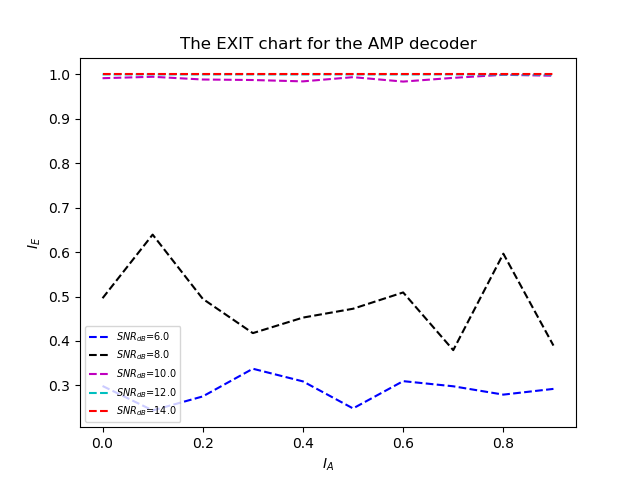 The EXIT chart for the AMP decoder
1.0
0.9
0.8
0.7
0.6
0.5
0.4
0.3
I_E
SNR_dB=6.0
SNR_dB=8.0
SNR_dB=10.0
SNR_dB=12.0
SNR_dB=14.0
0.0 0.2 0.4 0.6 0.8
I_A